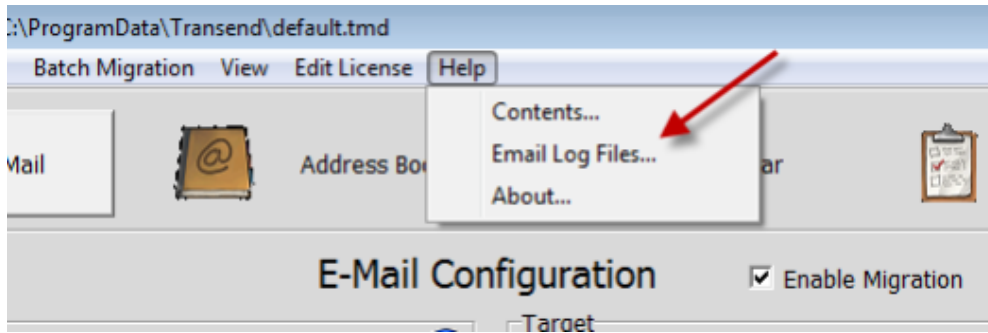 :\ProgramData\Transend\default.tmd
Batch Migration View Edit License Help
Contents...
Email Log Files...
About...
Mail
Address Bo
ar
E-Mail Configuration
Enable Migration
Target